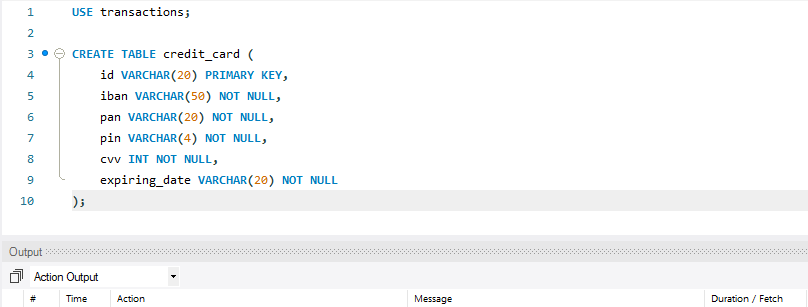 1 USE transactions;
2
3 CREATE TABLE credit_card (
4 id VARCHAR(20) PRIMARY KEY,
5 iban VARCHAR(50) NOT NULL,
6 pan VARCHAR(20) NOT NULL,
7 pin VARCHAR(4) NOT NULL,
8 cvv INT NOT NULL,
9 expiring_date VARCHAR(20) NOT NULL
10 );
Output
Action Output
# Time Action Message Duration / Fetch